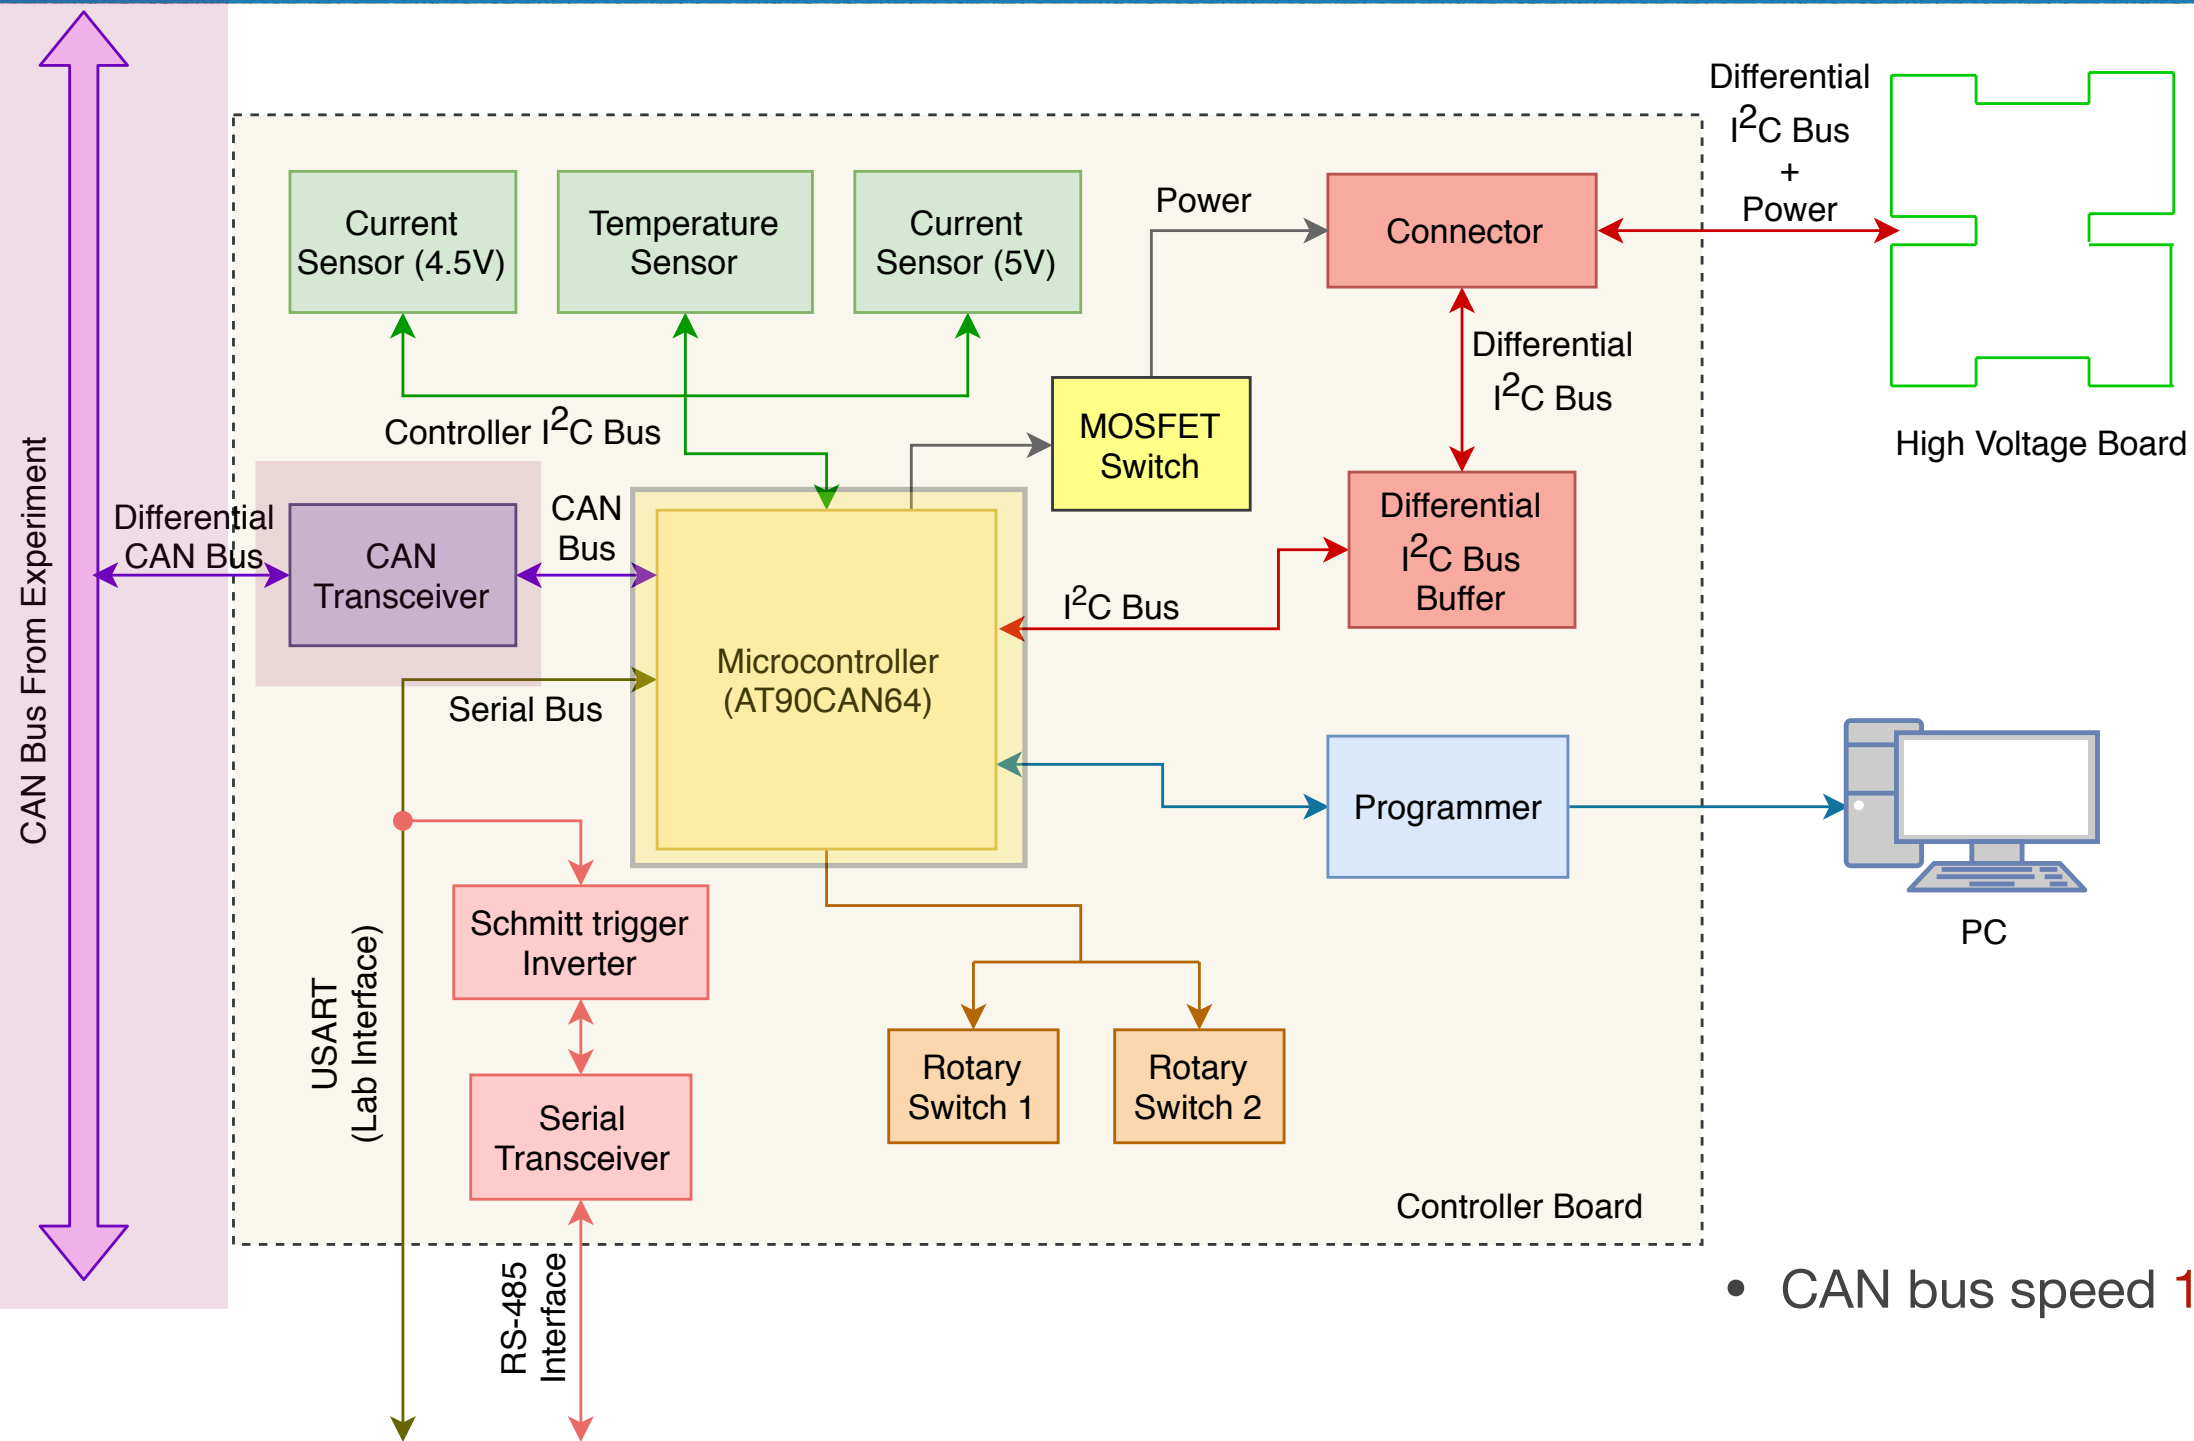 CAN Bus From Experiment
Differential
I²C Bus
+
Power
Current
Sensor (4.5V)
Temperature
Sensor
Current
Sensor (5V)
Power
Connector
Differential
I²C Bus
Controller I²C Bus
MOSFET
Switch
High Voltage Board
Differential
CAN Bus
CAN
Transceiver
CAN
Bus
Differential
I²C Bus
Buffer
I²C Bus
Microcontroller
(AT90CAN64)
Serial Bus
Programmer
PC
Schmitt trigger
Inverter
USART
(Lab Interface)
Serial
Transceiver
Rotary
Switch 1
Rotary
Switch 2
Controller Board
RS-485
Interface
• CAN bus speed 1